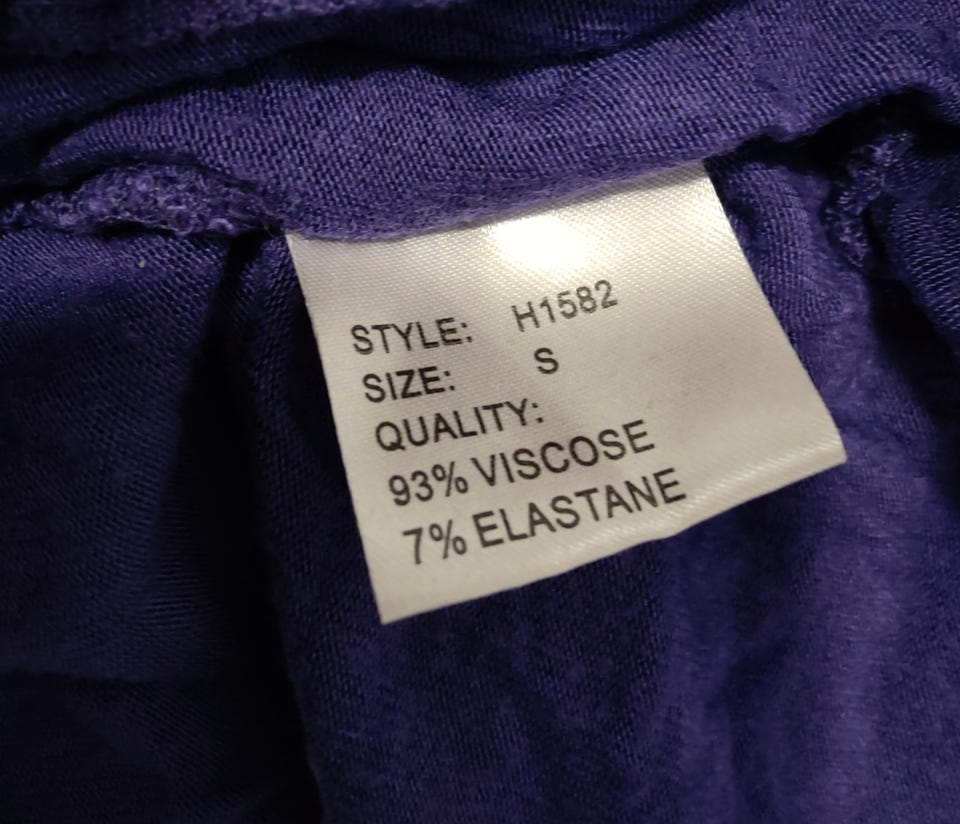 STYLE: H1582
SIZE: S
QUALITY:
93% VISCOSE
7% ELASTANE